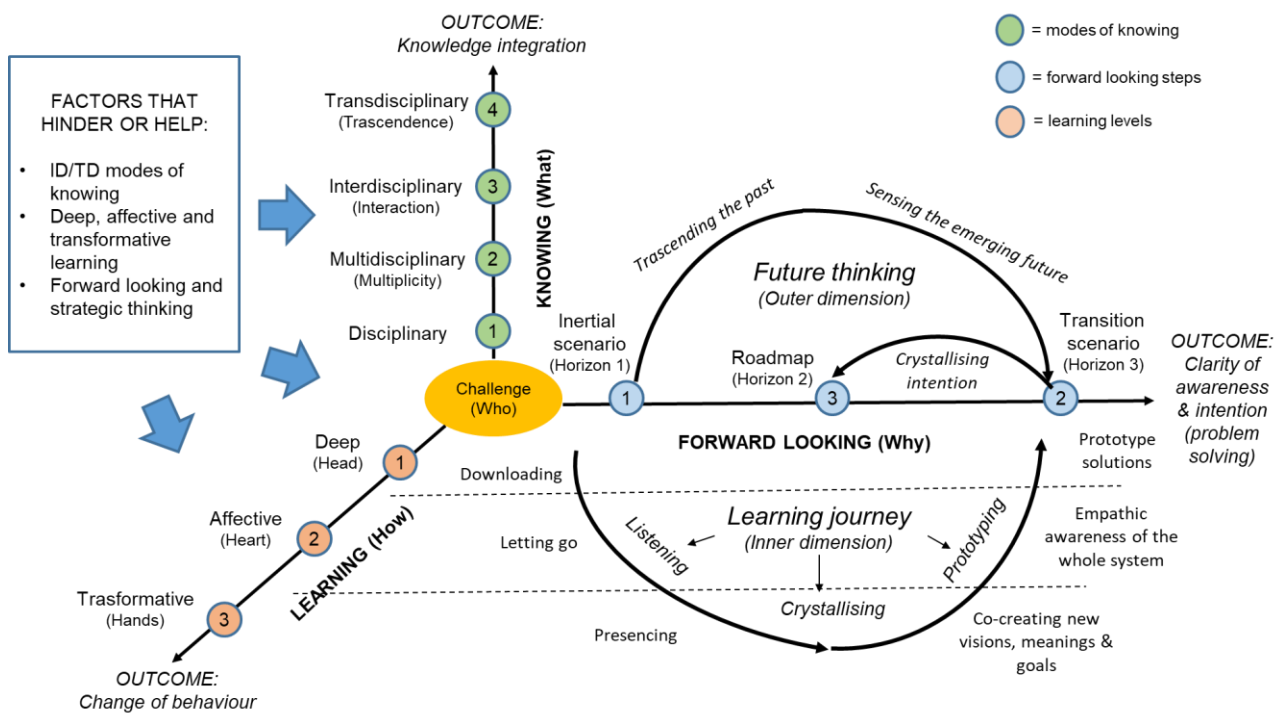 FACTORS THAT
HINDER OR HELP:
• ID/TD modes of
knowing
• Deep, affective and
transformative
learning
• Forward looking and
strategic thinking
OUTCOME:
Knowledge integration
= modes of knowing
= forward looking steps
= learning levels
Transdisciplinary
(Trascendence)
4
Interdisciplinary
(Interaction)
3
Multidisciplinary
(Multiplicity)
2
Disciplinary
1
KNOWING (What)
Challenge
(Who)
Trascending the past
Sensing the emerging future
Future thinking
(Outer dimension)
Inertial
scenario
(Horizon 1)
1
Roadmap
(Horizon 2)
3
Crystallising
intention
Transition
scenario
(Horizon 3)
2
OUTCOME:
Clarity of
awareness
& intention
(problem
solving)
FORWARD LOOKING (Why)
Deep
(Head)
1
Affective
(Heart)
2
Trasformative
(Hands)
3
LEARNING (How)
OUTCOME:
Change of behaviour
Downloading
Letting go
Presencing
Listening
Learning journey
(Inner dimension)
Crystallising
Prototyping
Prototype
solutions
Empathic
awareness of the
whole system
Co-creating new
visions, meanings &
goals